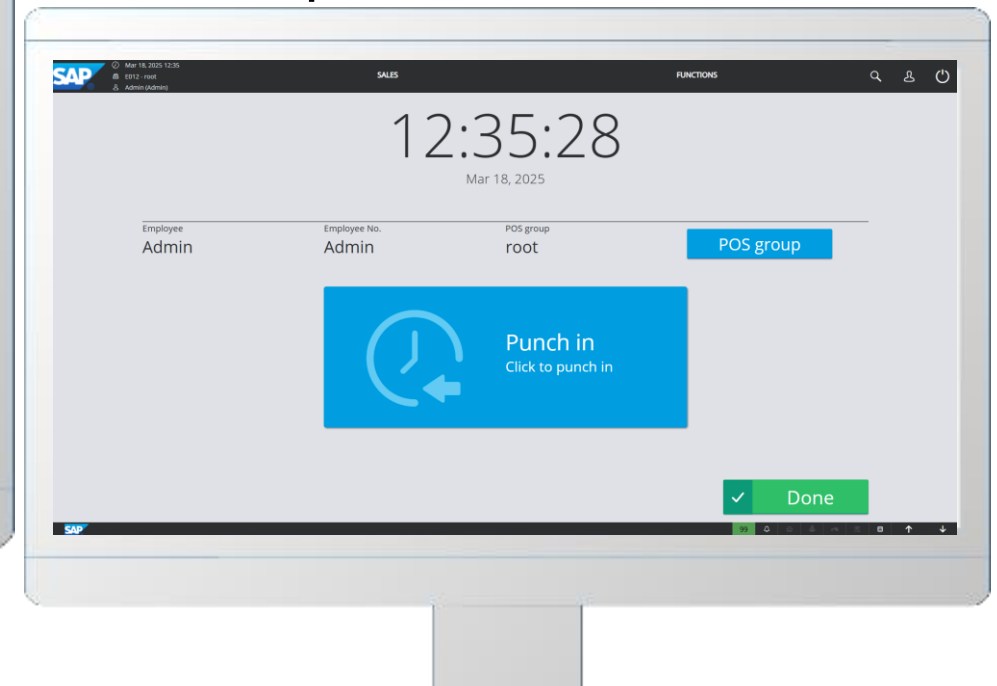 SAP
Mar 18, 2025 12:35
E012 - root
Admin (Admin)
SALES
FUNCTIONS
12:35:28
Mar 18, 2025
Employee
Admin
Employee No.
Admin
POS group
root
POS group
Punch in
Click to punch in
Done
SAP
99